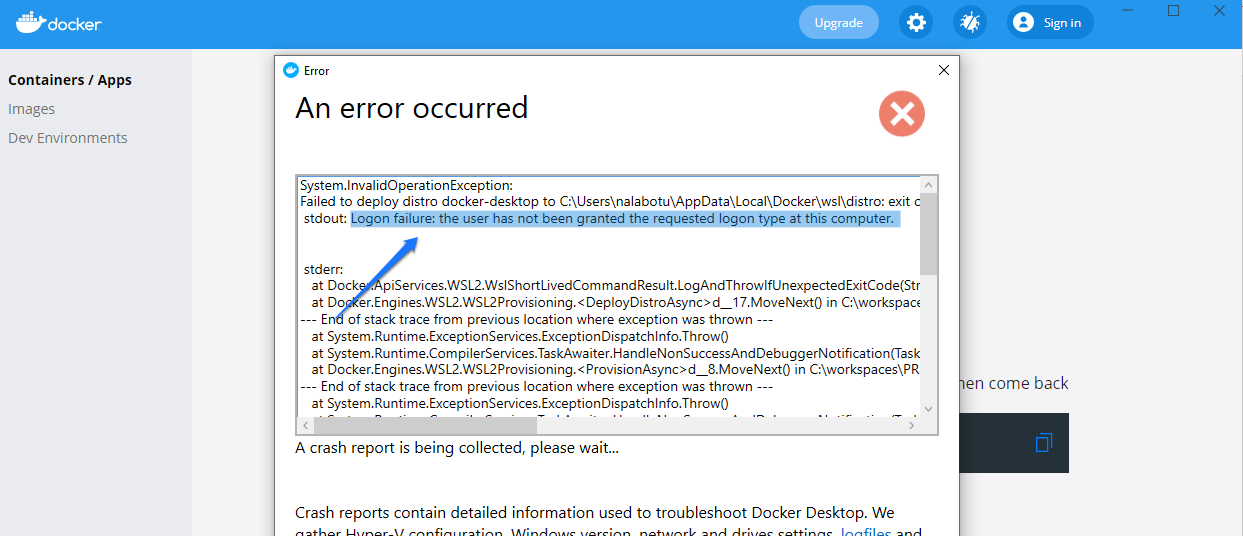 docker
Upgrade
Sign in
Containers / Apps
Images
Dev Environments
Error
An error occurred
System.InvalidOperationException:
Failed to deploy distro docker-desktop to C:\Users\nalabotu\AppData\Local\Docker\wsl\distro: exit c
stdout: Logon failure: the user has not been granted the requested logon type at this computer.
stderr:
at Docker.ApiServices.WSL2.WslShortLivedCommandResult.LogAndThrowIfUnexpectedExitCode(Str
at Docker.Engines.WSL2.WSL2Provisioning.<DeployDistroAsync>d__17.MoveNext() in C:\workspace
--- End of stack trace from previous location where exception was thrown ---
at System.Runtime.ExceptionServices.ExceptionDispatchInfo.Throw()
at System.Runtime.CompilerServices.TaskAwaiter.HandleNonSuccessAndDebuggerNotification(Task
at Docker.Engines.WSL2.WSL2Provisioning.<ProvisionAsync>d__8.MoveNext() in C:\workspaces\PR
--- End of stack trace from previous location where exception was thrown ---
at System.Runtime.ExceptionServices.ExceptionDispatchInfo.Throw()
hen come back
A crash report is being collected, please wait...
Crash reports contain detailed information used to troubleshoot Docker Desktop. We
gather Hyper-V configuration, Windows version, network and drives settings, logfiles and